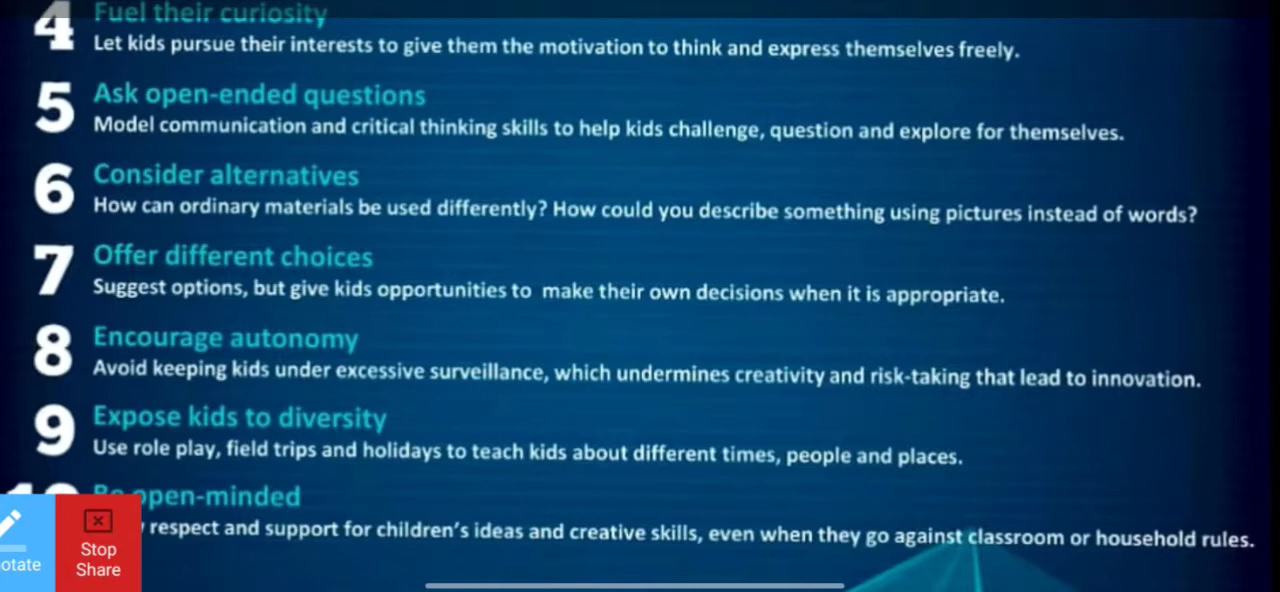 4 Fuel their curiosity
Let kids pursue their interests to give them the motivation to think and express themselves freely.
5 Ask open-ended questions
Model communication and critical thinking skills to help kids challenge, question and explore for themselves.
6 Consider alternatives
How can ordinary materials be used differently? How could you describe something using pictures instead of words?
7 Offer different choices
Suggest options, but give kids opportunities to make their own decisions when it is appropriate.
8 Encourage autonomy
Avoid keeping kids under excessive surveillance, which undermines creativity and risk-taking that lead to innovation.
9 Expose kids to diversity
Use role play, field trips and holidays to teach kids about different times, people and places.
10 Be open-minded
respect and support for children's ideas and creative skills, even when they go against classroom or household rules.
otate
Stop
Share